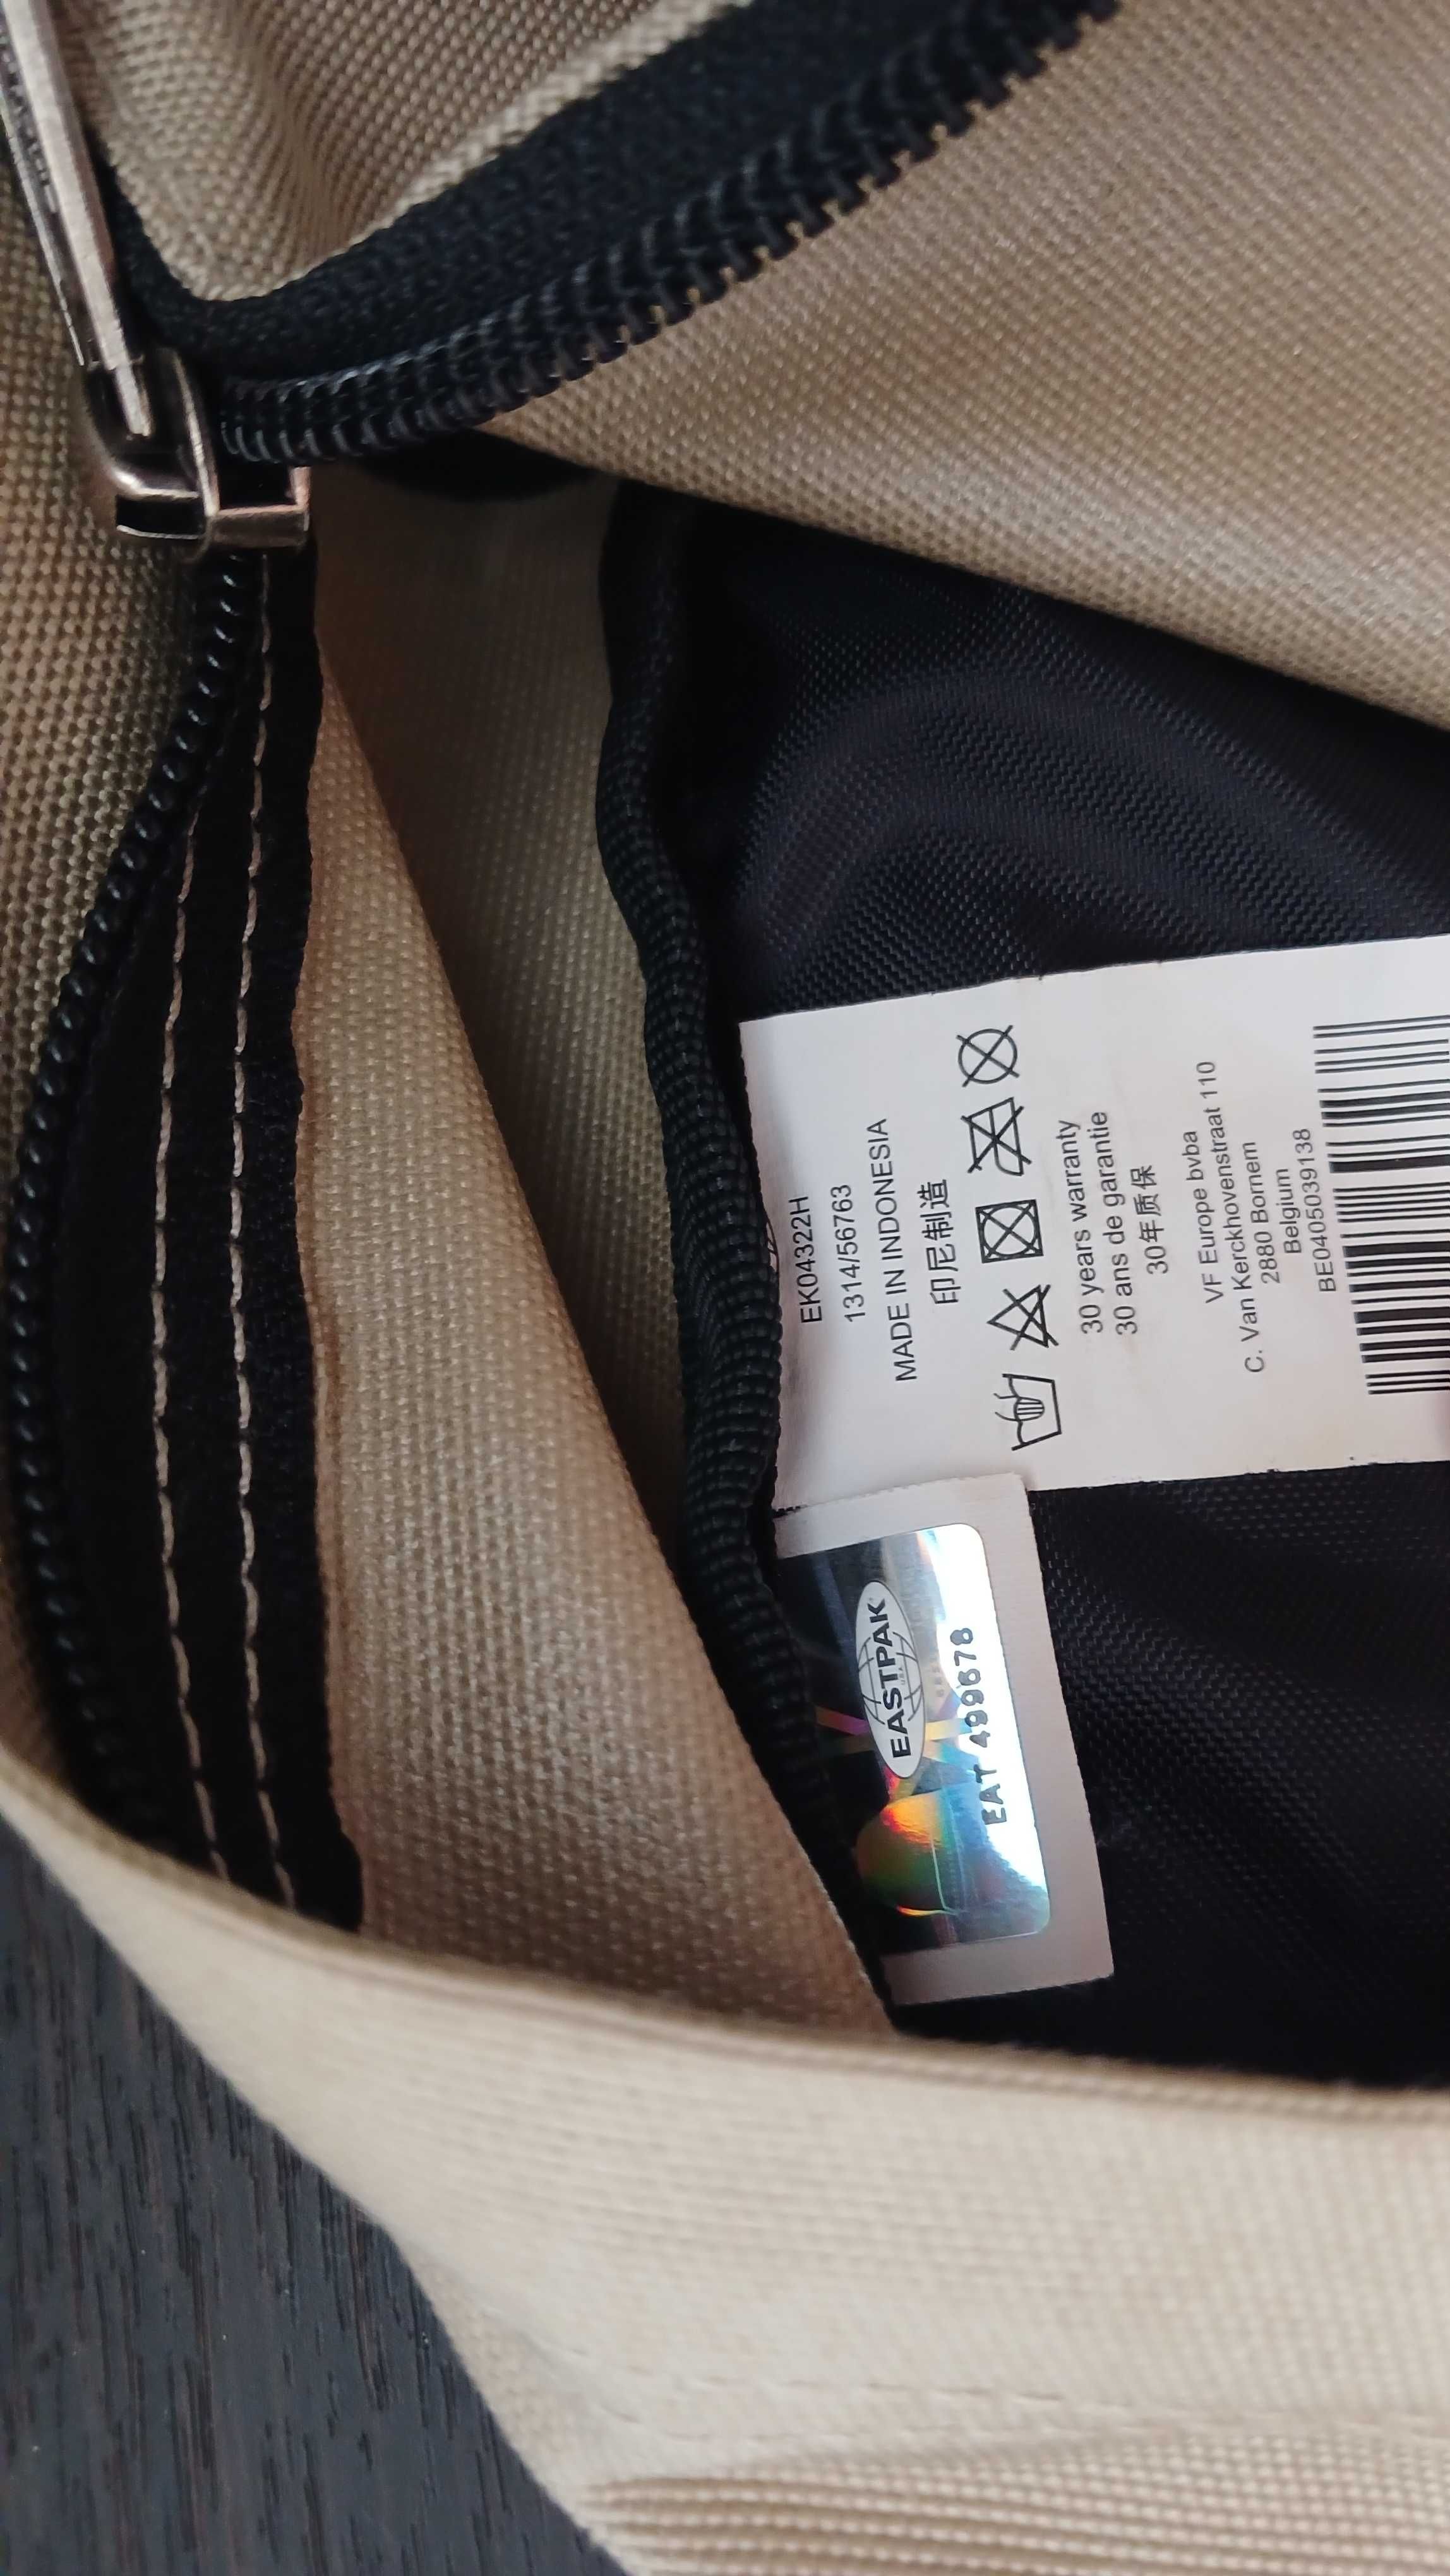 EK04322H
1314/56763
MADE IN INDONESIA
印尼制造
30 years warranty
30 ans de garantie
30年质保
VF Europe bvba
C. Van Kerckhovenstraat 110
2880 Bornem
Belgium
BE0405039138
EASTPAK
EAT 499678